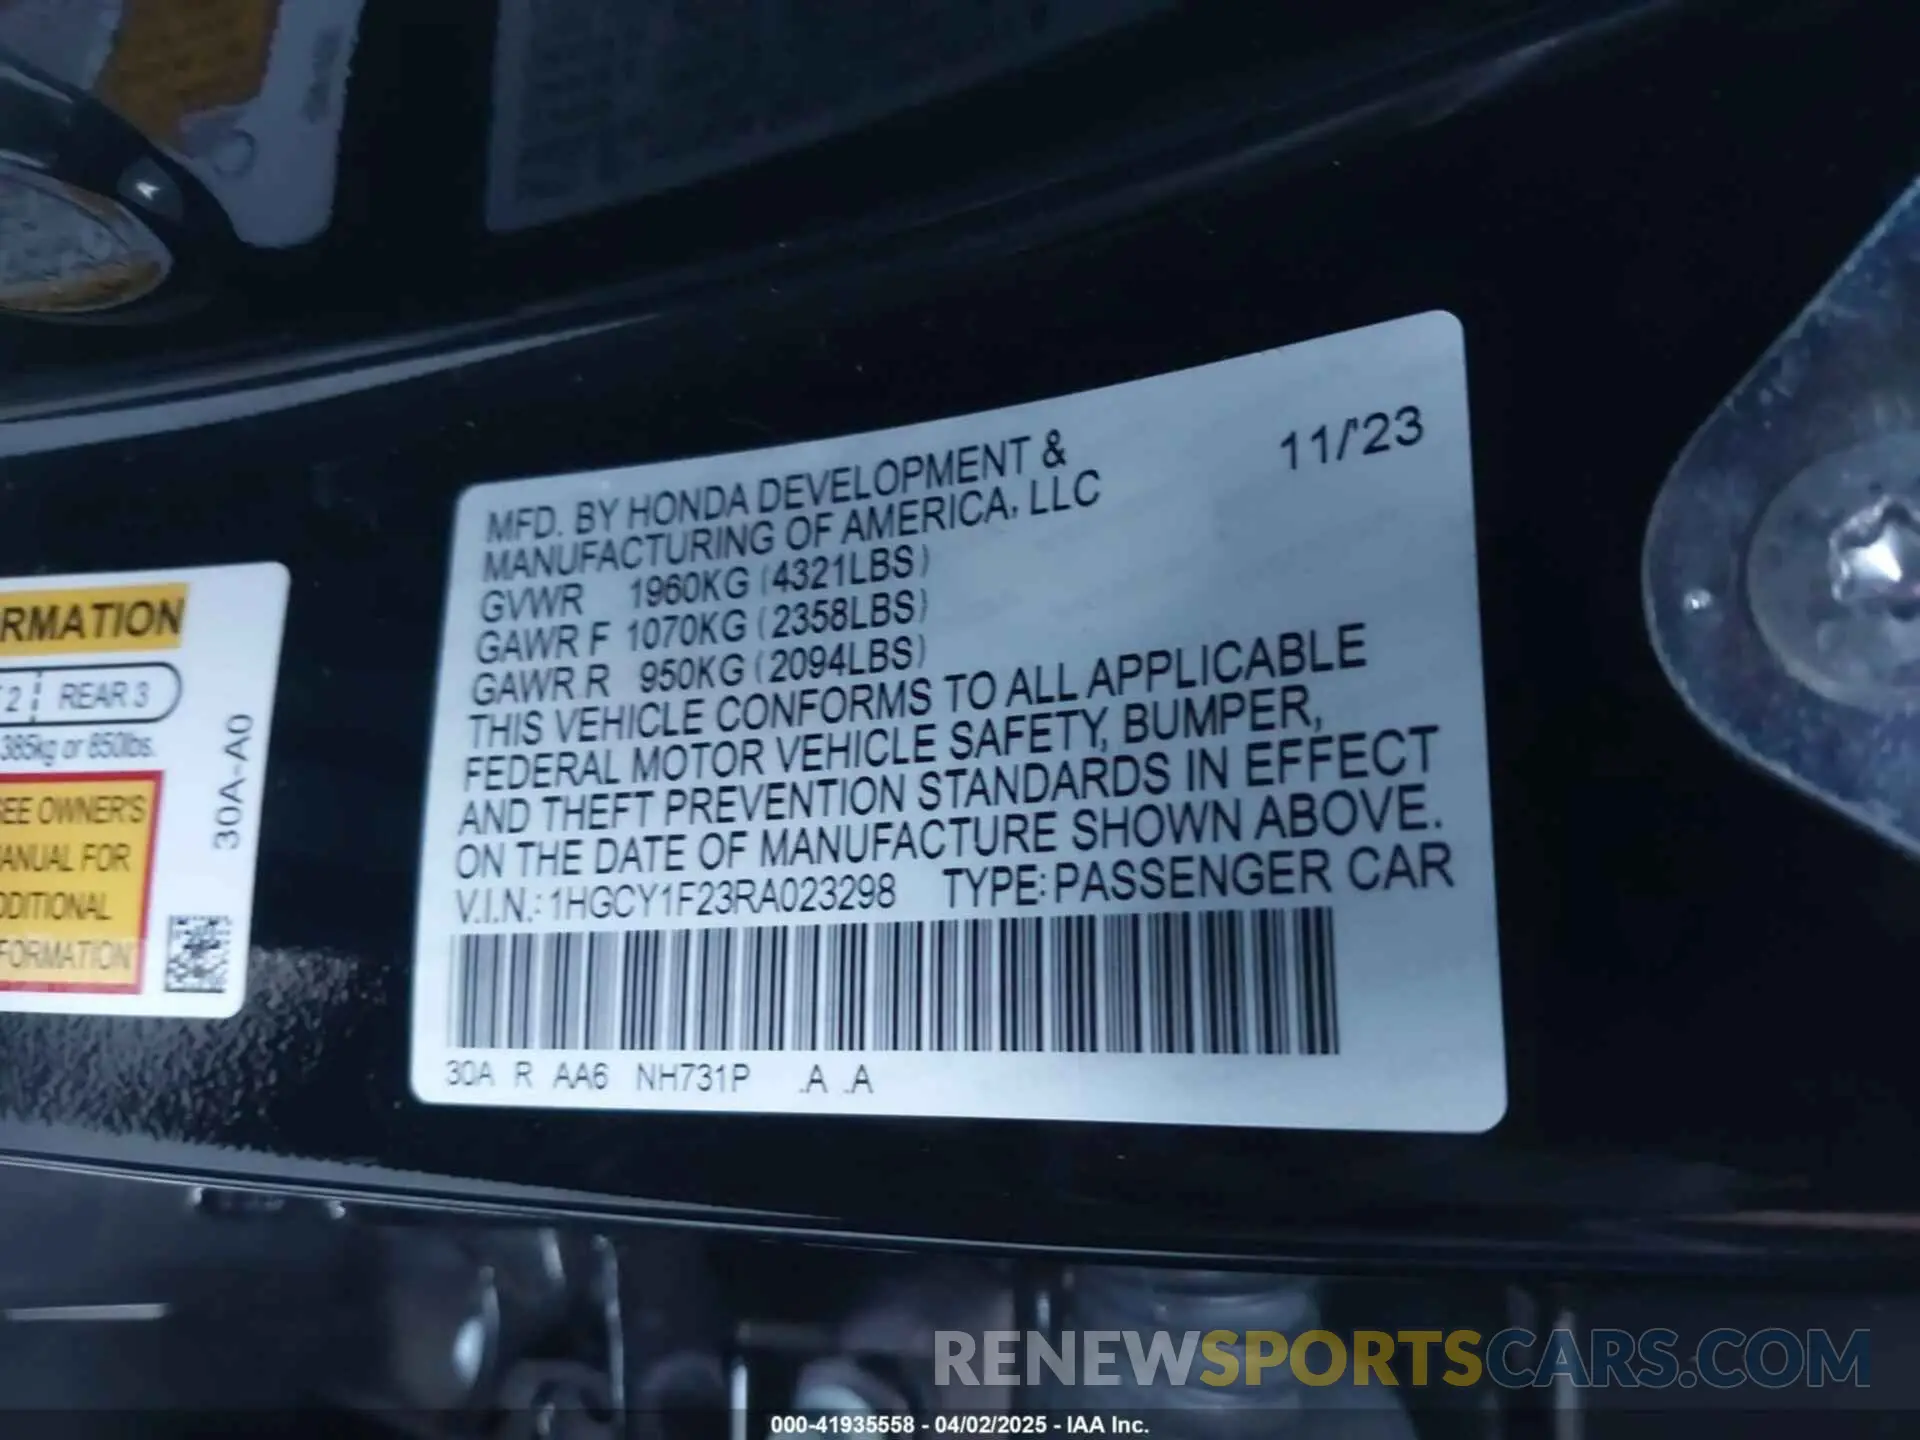 MFD. BY HONDA DEVELOPMENT &
MANUFACTURING OF AMERICA, LLC
11/'23
GVWR 1960KG (4321LBS)
GAWR F 1070KG (2358LBS)
GAWR R 950KG (2094LBS)
THIS VEHICLE CONFORMS TO ALL APPLICABLE
FEDERAL MOTOR VEHICLE SAFETY, BUMPER,
AND THEFT PREVENTION STANDARDS IN EFFECT
ON THE DATE OF MANUFACTURE SHOWN ABOVE.
V.I.N.: 1HGCY1F23RA023298 TYPE: PASSENGER CAR
30A R AA6 NH731P .A .A
RMATION
2 REAR 3
385kg or 850lbs.
EE OWNER'S
ANUAL FOR
DDITIONAL
FORMATION
30A-A0
RENEWSPORTSCARS.COM
000-41935558 - 04/02/2025 - IAA Inc.